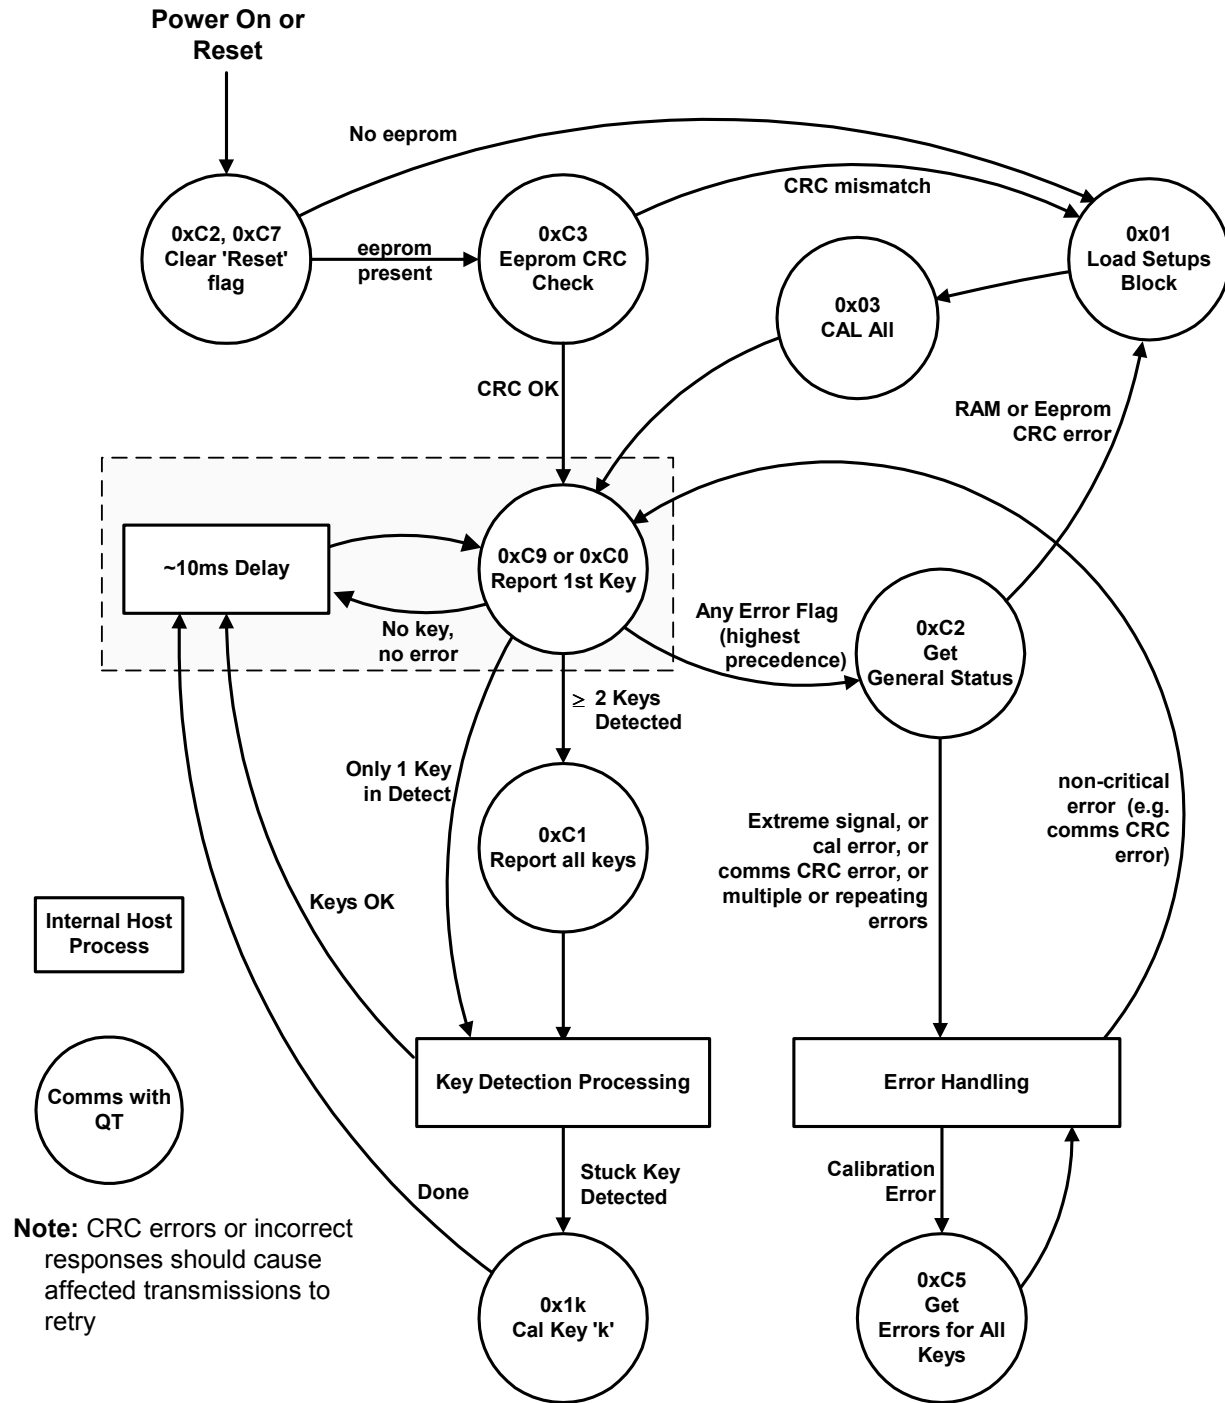 Power On or
Reset
No eeprom
CRC mismatch
0xC2, 0xC7
Clear 'Reset'
flag
eeprom
present
0xC3
Eeprom CRC
Check
0x01
Load Setups
Block
0x03
CAL All
CRC OK
RAM or Eeprom
CRC error
~10ms Delay
0xC9 or 0xC0
Report 1st Key
No key,
no error
Any Error Flag
(highest
precedence)
0xC2
Get
General Status
≥ 2 Keys
Detected
Only 1 Key
in Detect
0xC1
Report all keys
Extreme signal, or
cal error, or
comms CRC error, or
multiple or repeating
errors
non-critical
error (e.g.
comms CRC
error)
Keys OK
Internal Host
Process
Key Detection Processing
Error Handling
Comms with
QT
Done
Stuck Key
Detected
Calibration
Error
Note: CRC errors or incorrect
responses should cause
affected transmissions to
retry
0x1k
Cal Key 'k'
0xC5
Get
Errors for All
Keys